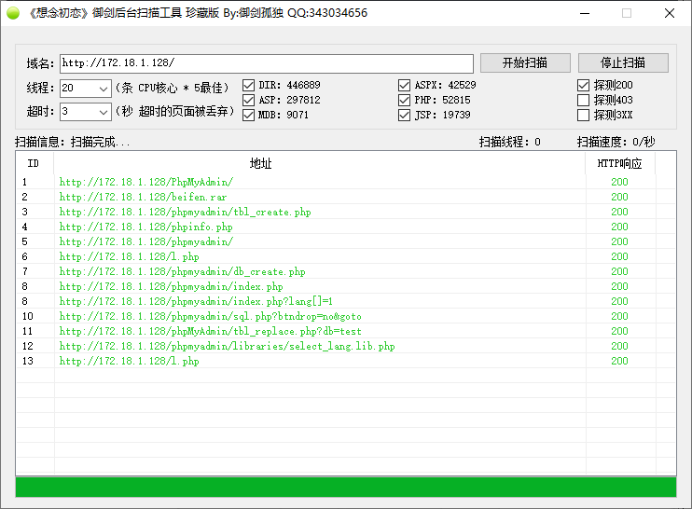 《想念初恋》御剑后台扫描工具 珍藏版 By:御剑孤独 QQ:343034656
域名: http://172.18.1.128/ 开始扫描 停止扫描
线程: 20 (条 CPU核心 * 5最佳) DIR: 446889 ASPX: 42529 探测200
ASP: 297812 PHP: 52815 探测403
超时: 3 (秒 超时的页面被丢弃) MDB: 9071 JSP: 19739 探测3XX
扫描信息: 扫描完成... 扫描线程: 0 扫描速度: 0/秒
ID 地址 HTTP响应
1 http://172.18.1.128/PhpMyAdmin/ 200
2 http://172.18.1.128/beifen.rar 200
3 http://172.18.1.128/phpmyadmin/tbl_create.php 200
4 http://172.18.1.128/phpinfo.php 200
5 http://172.18.1.128/phpmyadmin/ 200
6 http://172.18.1.128/l.php 200
7 http://172.18.1.128/phpmyadmin/db_create.php 200
8 http://172.18.1.128/phpmyadmin/index.php 200
8 http://172.18.1.128/phpmyadmin/index.php?lang[]=1 200
10 http://172.18.1.128/phpmyadmin/sql.php?btndrop=no&goto 200
11 http://172.18.1.128/phpMyAdmin/tbl_replace.php?db=test 200
12 http://172.18.1.128/phpmyadmin/libraries/select_lang.lib.php 200
13 http://172.18.1.128/l.php 200